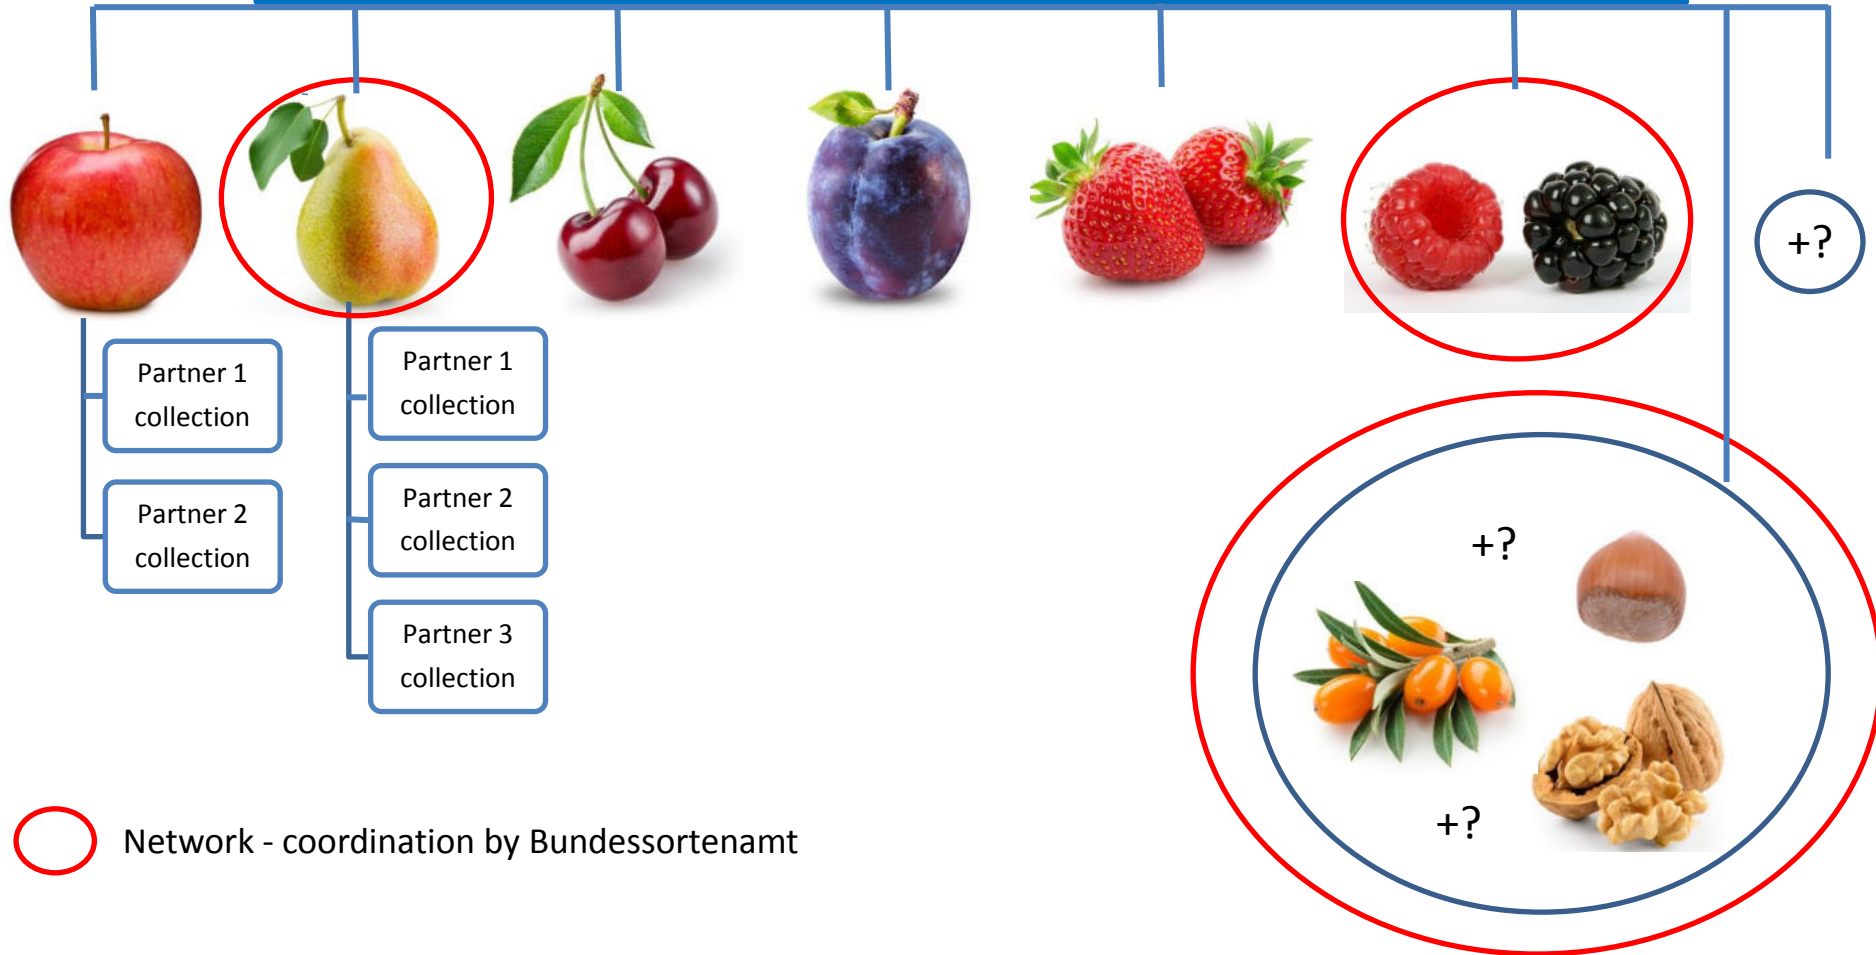 +?
Partner 1
collection
Partner 2
collection
Partner 1
collection
Partner 2
collection
Partner 3
collection
+?
+?
Network - coordination by Bundessortenamt